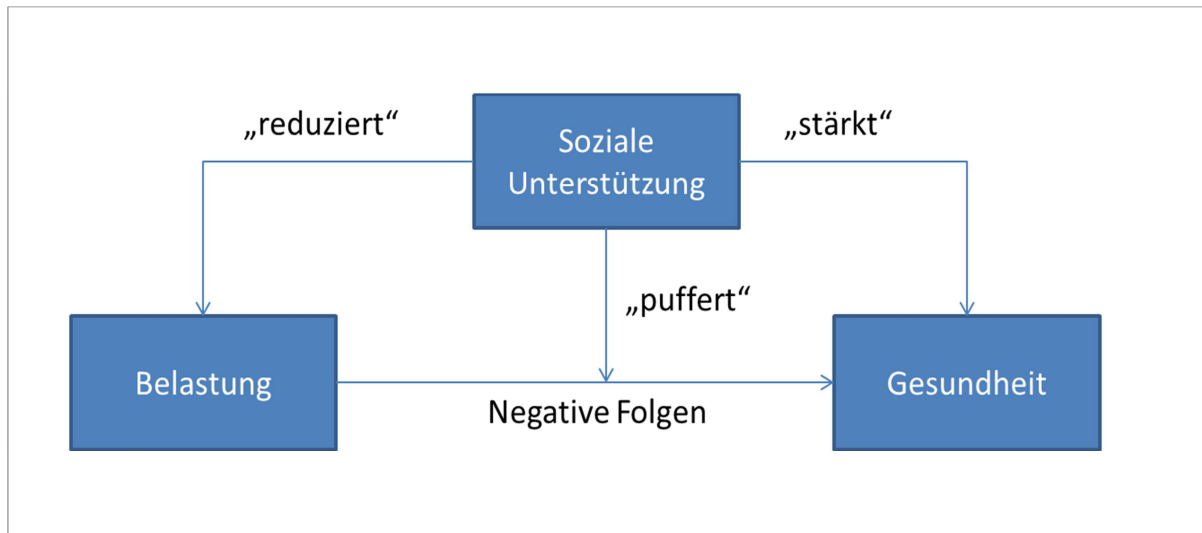 „reduziert“
Soziale
Unterstützung
„stärkt“
„puffert“
Belastung
Negative Folgen
Gesundheit